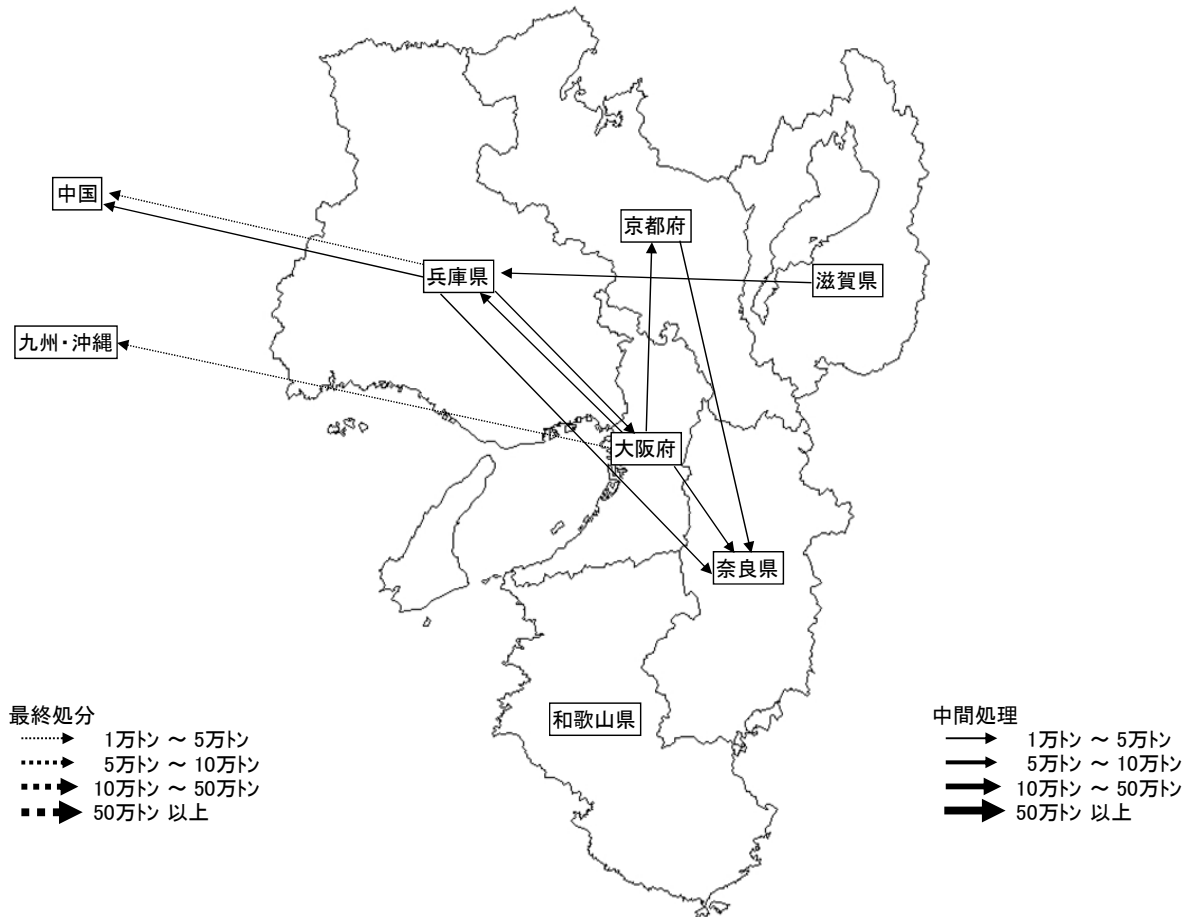 中国
京都府
兵庫県
滋賀県
九州・沖縄
大阪府
奈良県
和歌山県
最終処分
1万トン ～ 5万トン
5万トン ～ 10万トン
10万トン ～ 50万トン
50万トン 以上
中間処理
1万トン ～ 5万トン
5万トン ～ 10万トン
10万トン ～ 50万トン
50万トン 以上